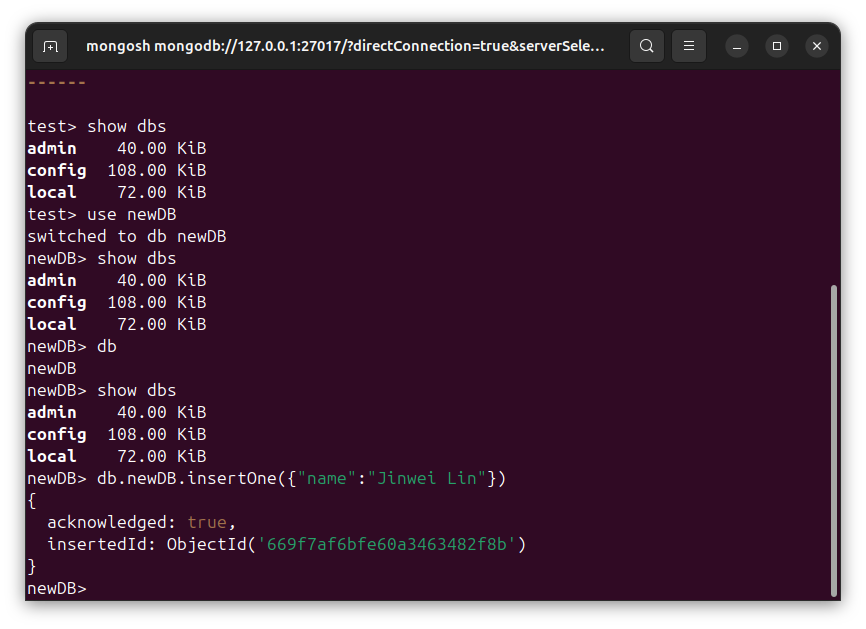 mongosh mongodb://127.0.0.1:27017/?directConnection=true&serverSele...
------
test> show dbs
admin    40.00 KiB
config  108.00 KiB
local    72.00 KiB
test> use newDB
switched to db newDB
newDB> show dbs
admin    40.00 KiB
config  108.00 KiB
local    72.00 KiB
newDB> db
newDB
newDB> show dbs
admin    40.00 KiB
config  108.00 KiB
local    72.00 KiB
newDB> db.newDB.insertOne({"name":"Jinwei Lin"})
{
  acknowledged: true,
  insertedId: ObjectId('669f7af6bfe60a3463482f8b')
}
newDB>